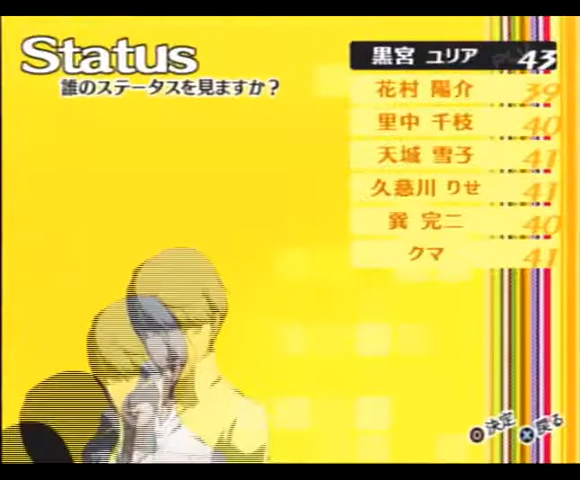 Status
誰のステータスを見ますか?
黒宮 ユリア 43
花村 陽介 39
里中 千枝 40
天城 雪子 41
久慈川 りせ 41
巽 完二 40
クマ 41
決定 戻る